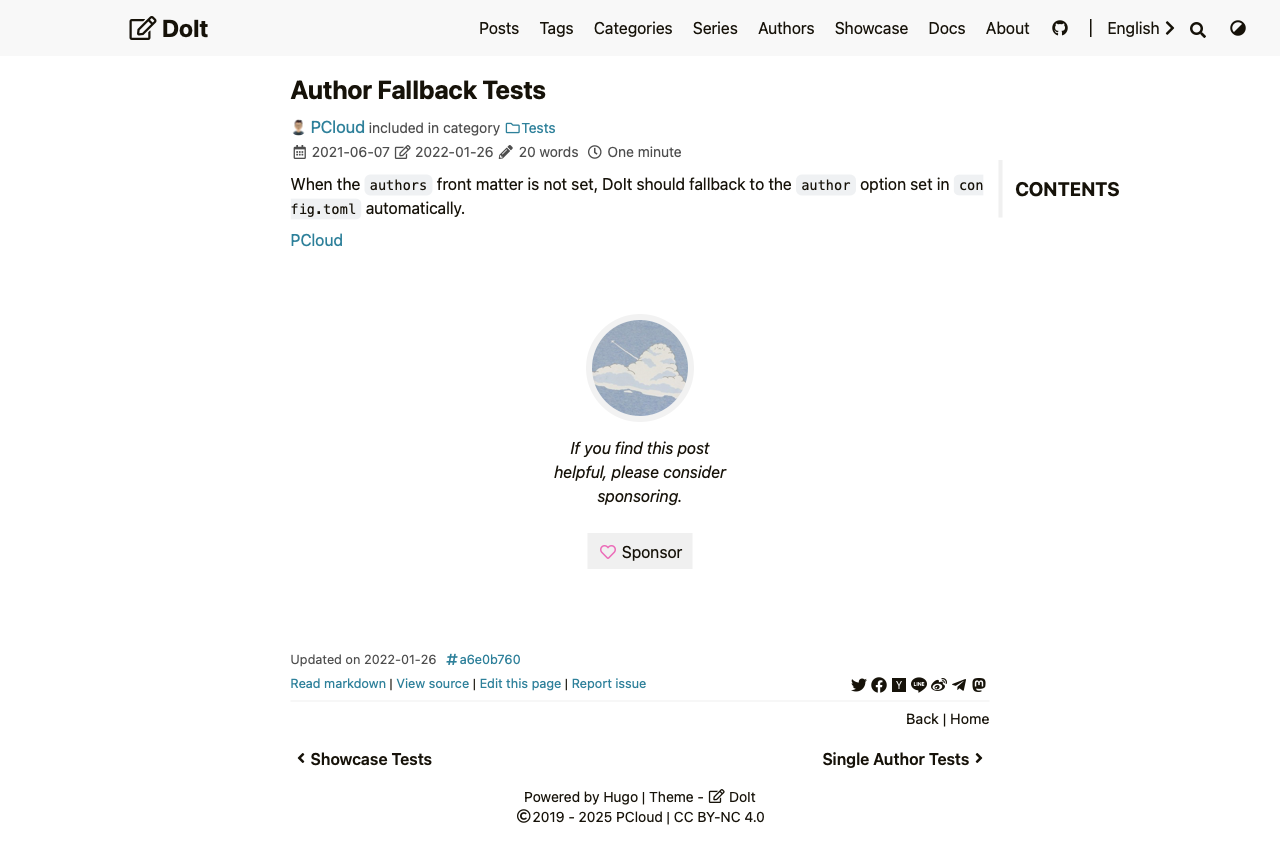 DoIt Posts Tags Categories Series Authors Showcase Docs About | English
Author Fallback Tests
PCloud included in category Tests
2021-06-07 2022-01-26 20 words One minute
When the authors front matter is not set, DoIt should fallback to the author option set in con
fig.toml automatically.
CONTENTS
PCloud
If you find this post
helpful, please consider
sponsoring.
Sponsor
Updated on 2022-01-26 #a6e0b760
Read markdown | View source | Edit this page | Report issue
Back | Home
Showcase Tests
Single Author Tests
Powered by Hugo | Theme - DoIt
©2019 - 2025 PCloud | CC BY-NC 4.0